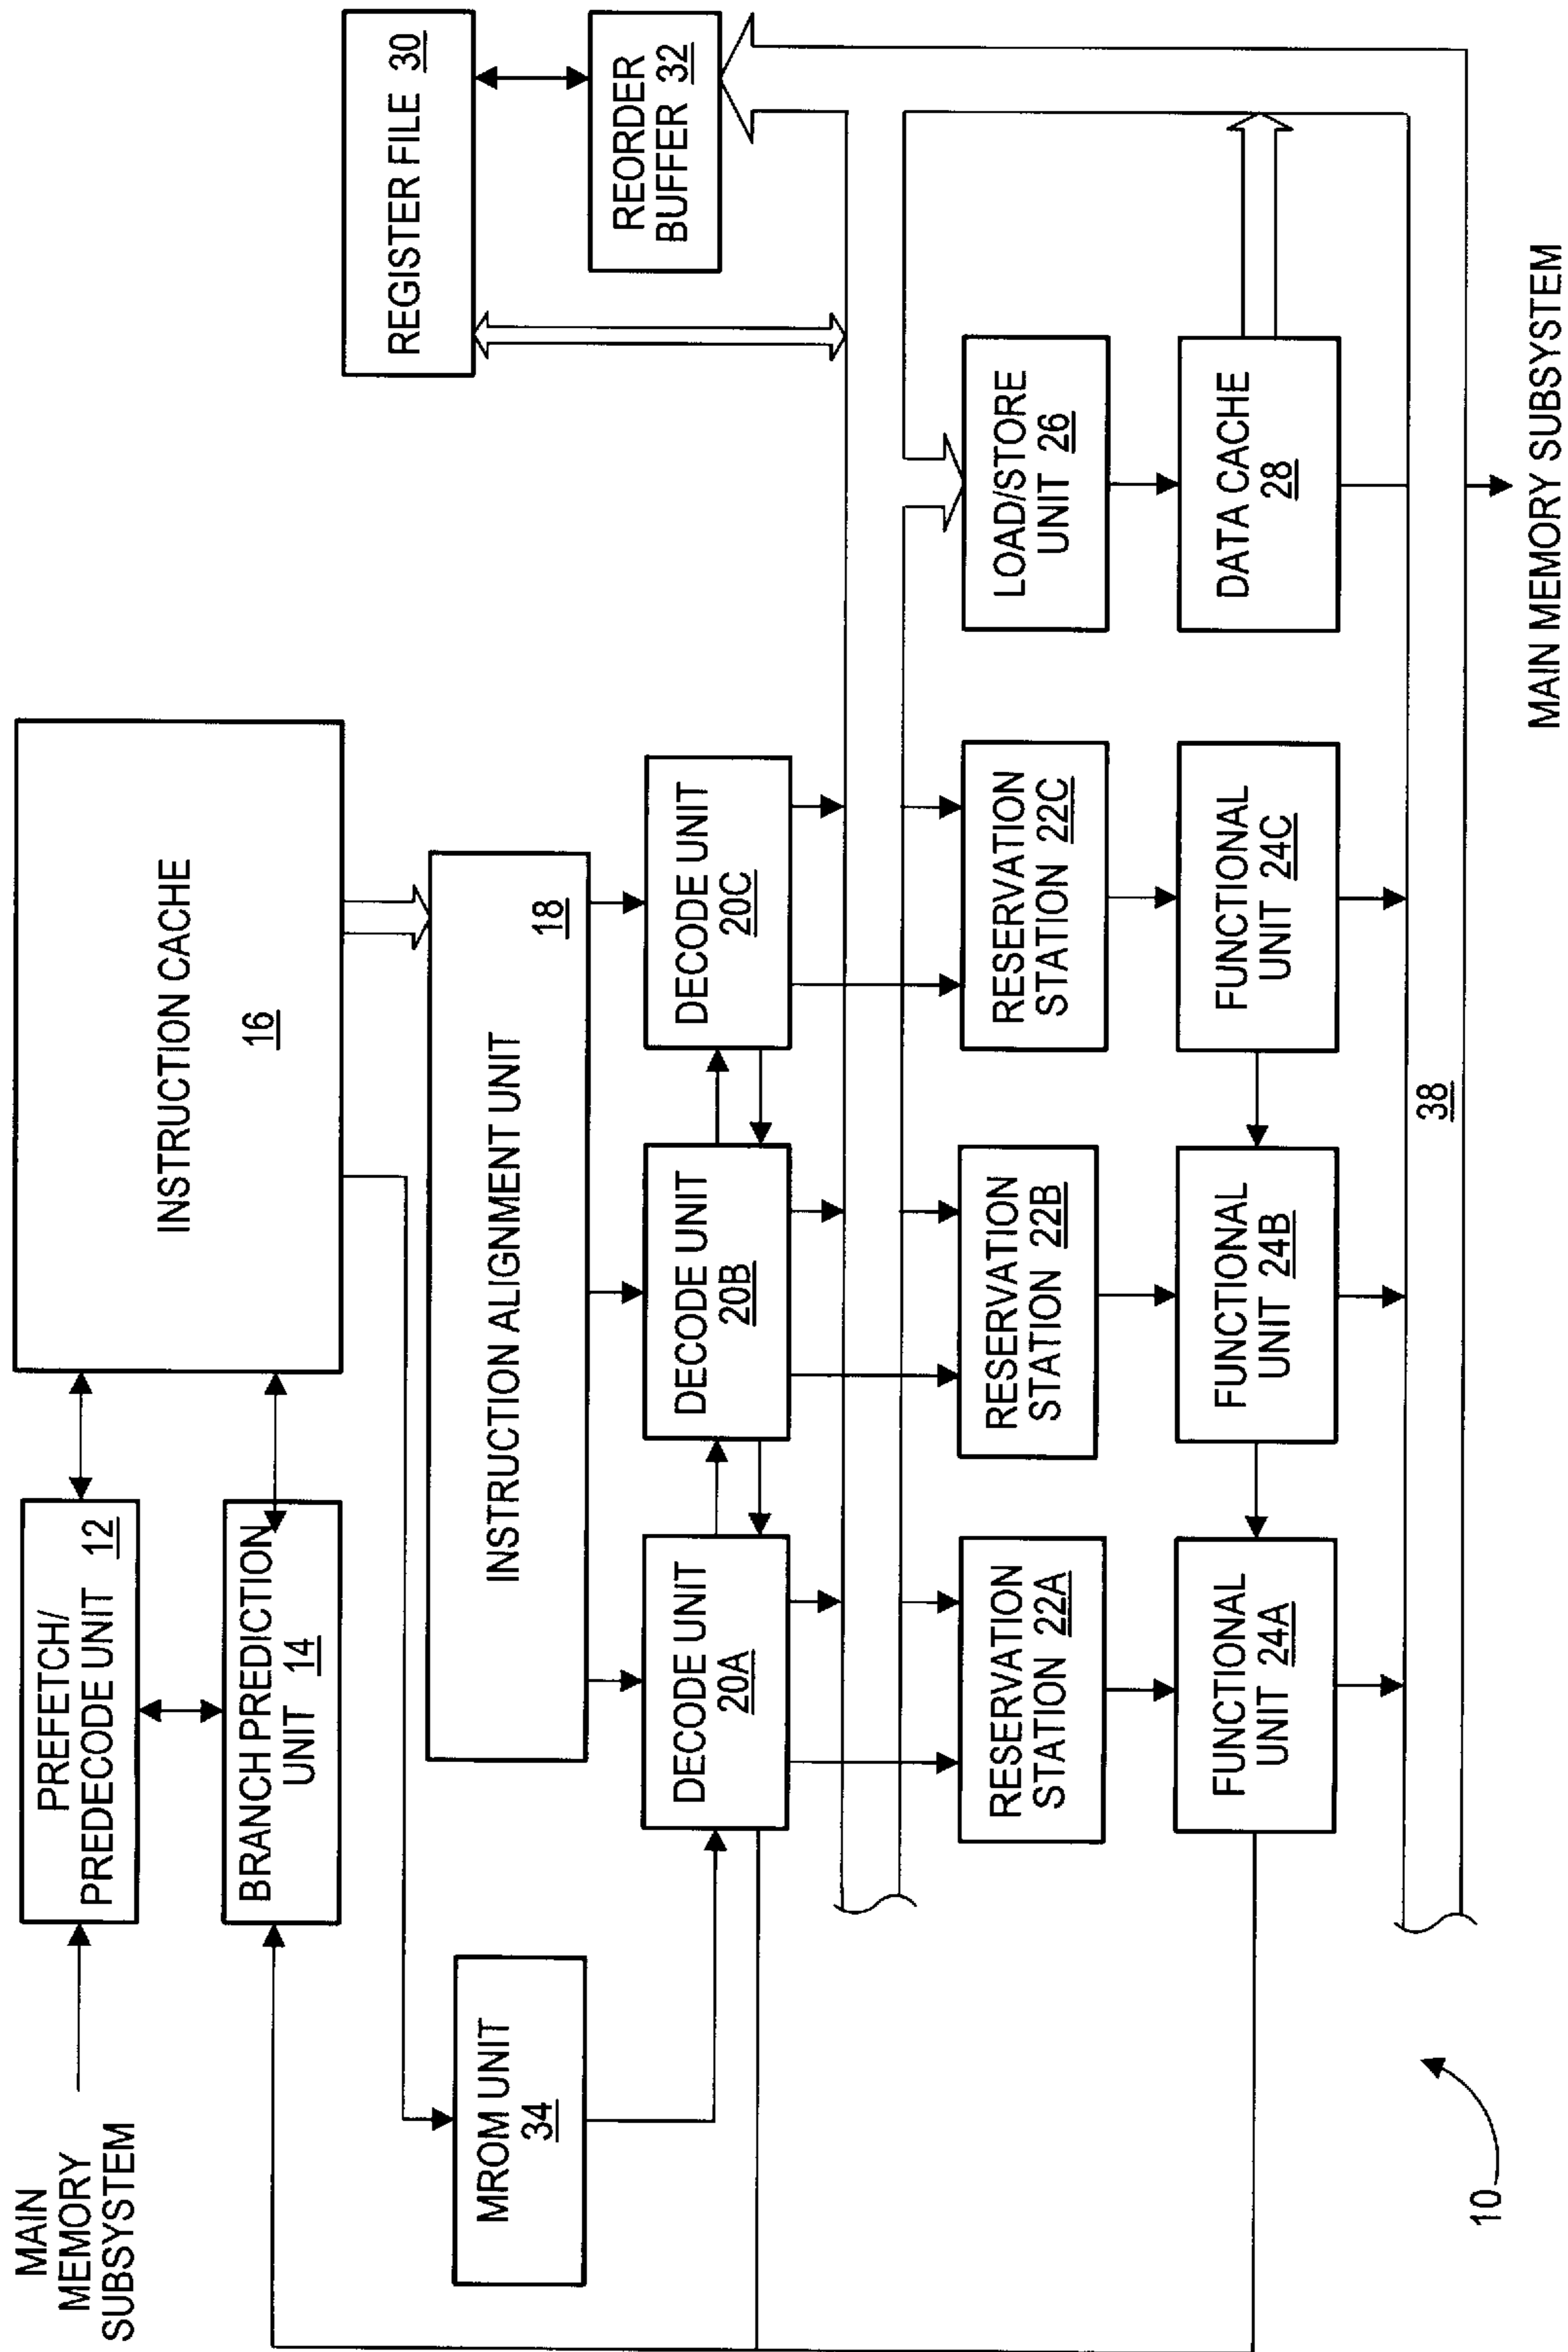 MAIN
MEMORY
SUBSYSTEM
PREFETCH/
PREDECODE UNIT 12
BRANCH PREDICTION
UNIT 14
INSTRUCTION CACHE
16
REGISTER FILE 30
REORDER
BUFFER 32
MROM UNIT
34
INSTRUCTION ALIGNMENT UNIT
18
DECODE UNIT
20A
DECODE UNIT
20B
DECODE UNIT
20C
RESERVATION
STATION 22A
RESERVATION
STATION 22B
RESERVATION
STATION 22C
LOAD/STORE
UNIT 26
FUNCTIONAL
UNIT 24A
FUNCTIONAL
UNIT 24B
FUNCTIONAL
UNIT 24C
DATA CACHE
28
38
10
MAIN MEMORY SUBSYSTEM